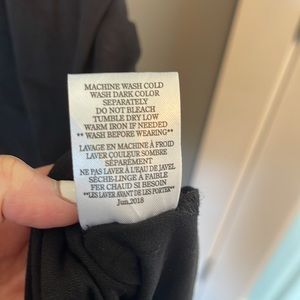 MACHINE WASH COLD
WASH DARK COLOR
SEPARATELY
DO NOT BLEACH
TUMBLE DRY LOW
WARM IRON IF NEEDED
** WASH BEFORE WEARING**
LAVAGE EN MACHINE À FROID
LAVER COULEUR SOMBRE
SÉPARÉMENT
NE PAS LAVER A L'EAU DE JAVEL
SÈCHE-LINGE À FAIBLE
FER CHAUD SI BESOIN
**LES LAVER AVANT DE LES PORTES**
Jun,2018